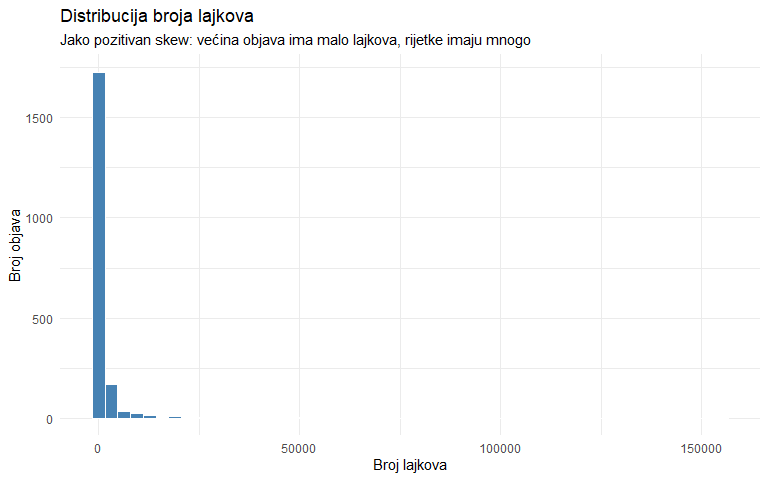 Distribucija broja lajkova
Jako pozitivan skew: većina objava ima malo lajkova, rijetke imaju mnogo
Broj objava
1500
1000
500
0
0
50000
100000
150000
Broj lajkova